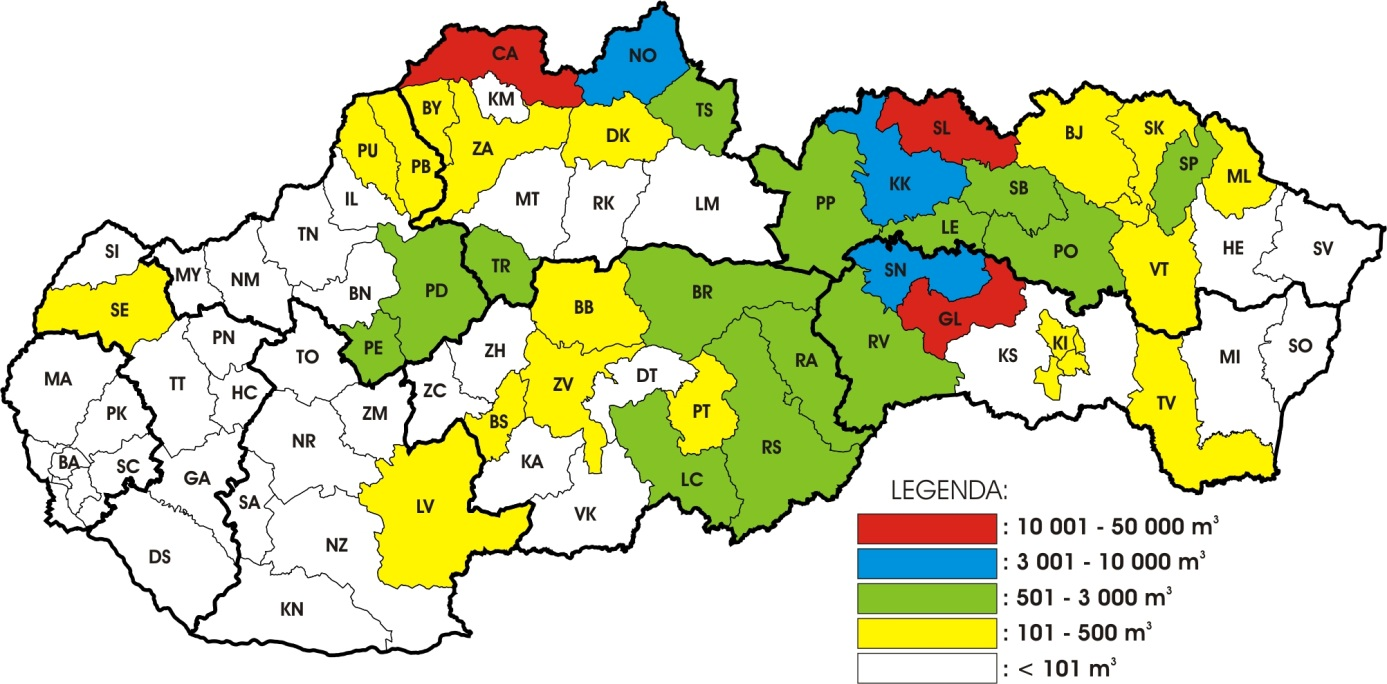 CA
NO
KM
BY
TS
PU
PB
ZA
DK
SL
BJ
SK
SP
ML
KK
IL
MT
RK
LM
PP
SB
LE
PO
HE
SV
TN
SI
MY
NM
BN
PD
TR
SN
VT
SE
BB
BR
GL
PN
TO
PE
ZH
RV
KS
KI
MI
SO
MA
TT
HC
ZC
ZV
DT
RA
PK
ZM
BS
PT
TV
NR
RS
BA
SC
GA
KA
LC
SA
LV
VK
DS
NZ
KN
LEGENDA:
: 10 001 - 50 000 m³
: 3 001 - 10 000 m³
: 501 - 3 000 m³
: 101 - 500 m³
: < 101 m³